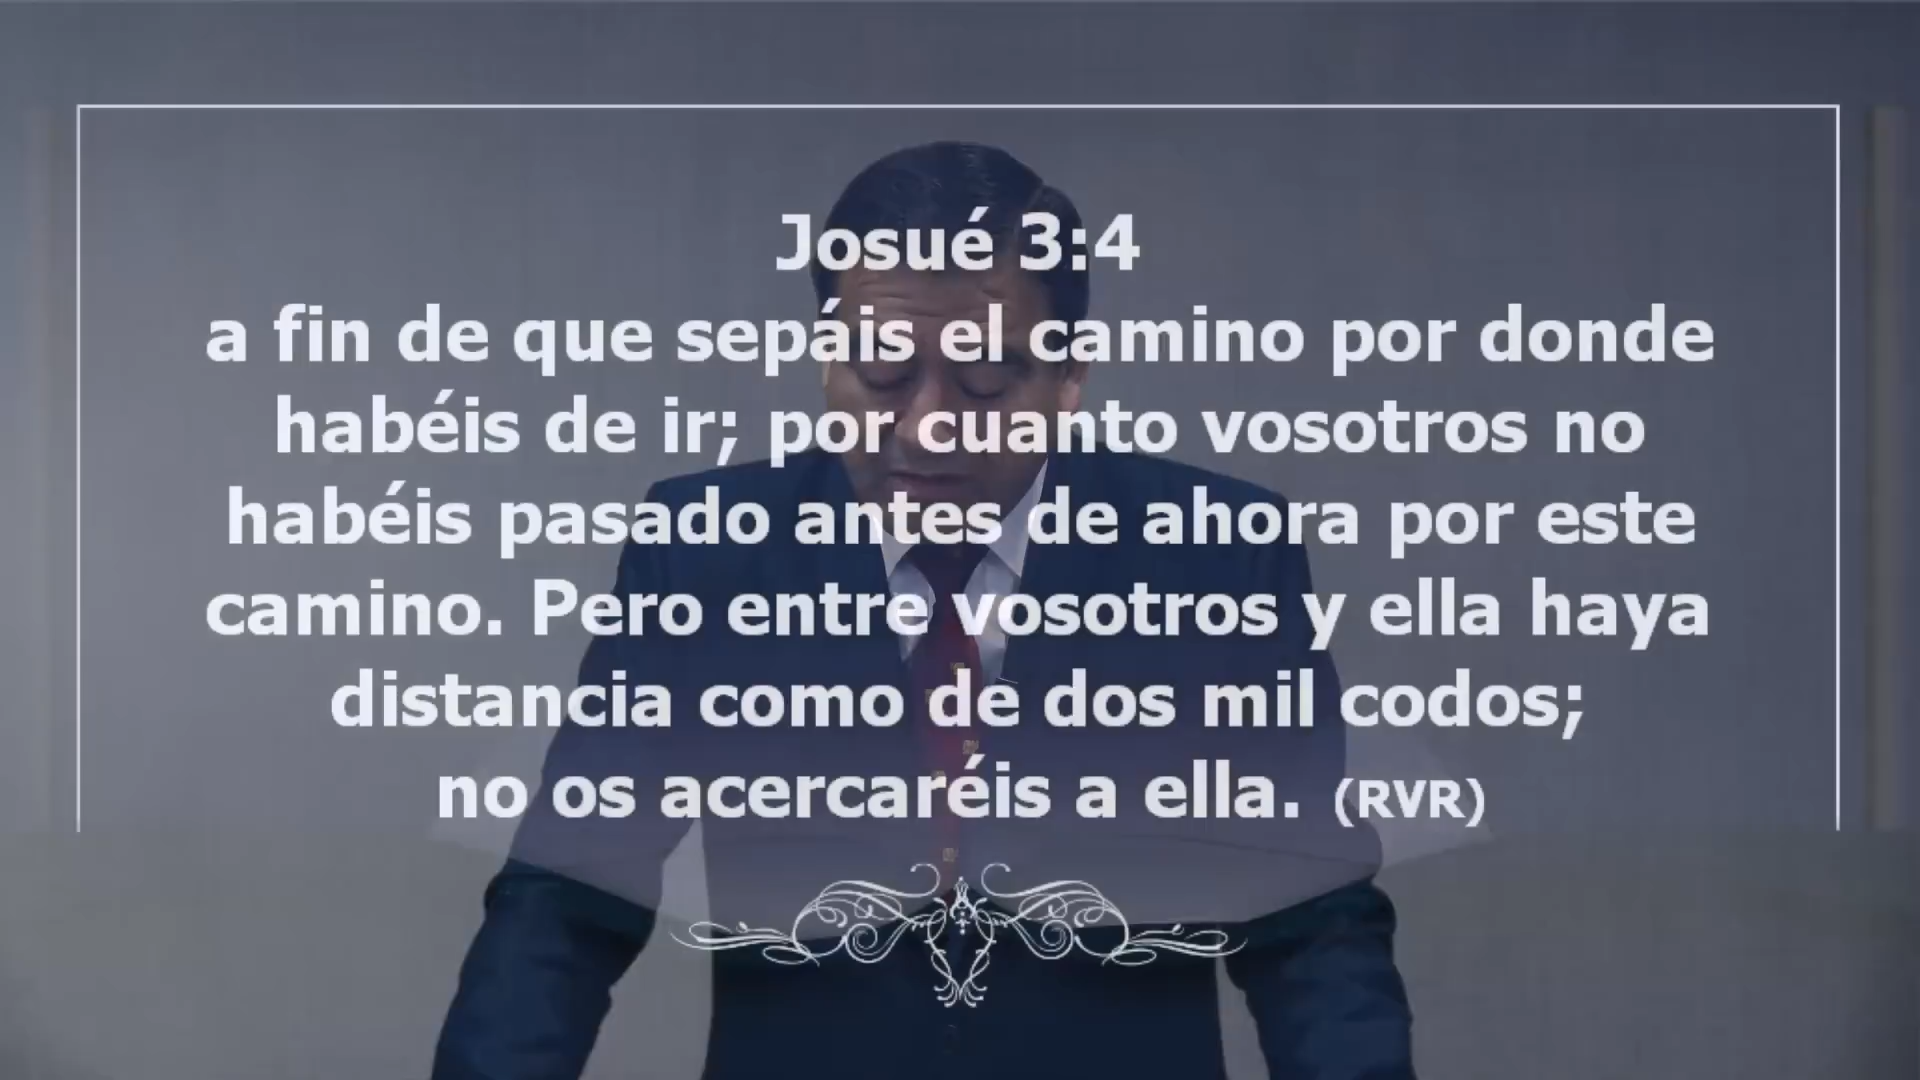 Josué 3:4
a fin de que sepáis el camino por donde
habéis de ir; por cuanto vosotros no
habéis pasado antes de ahora por este
camino. Pero entre vosotros y ella haya
distancia como de dos mil codos;
no os acercaréis a ella. (RVR)